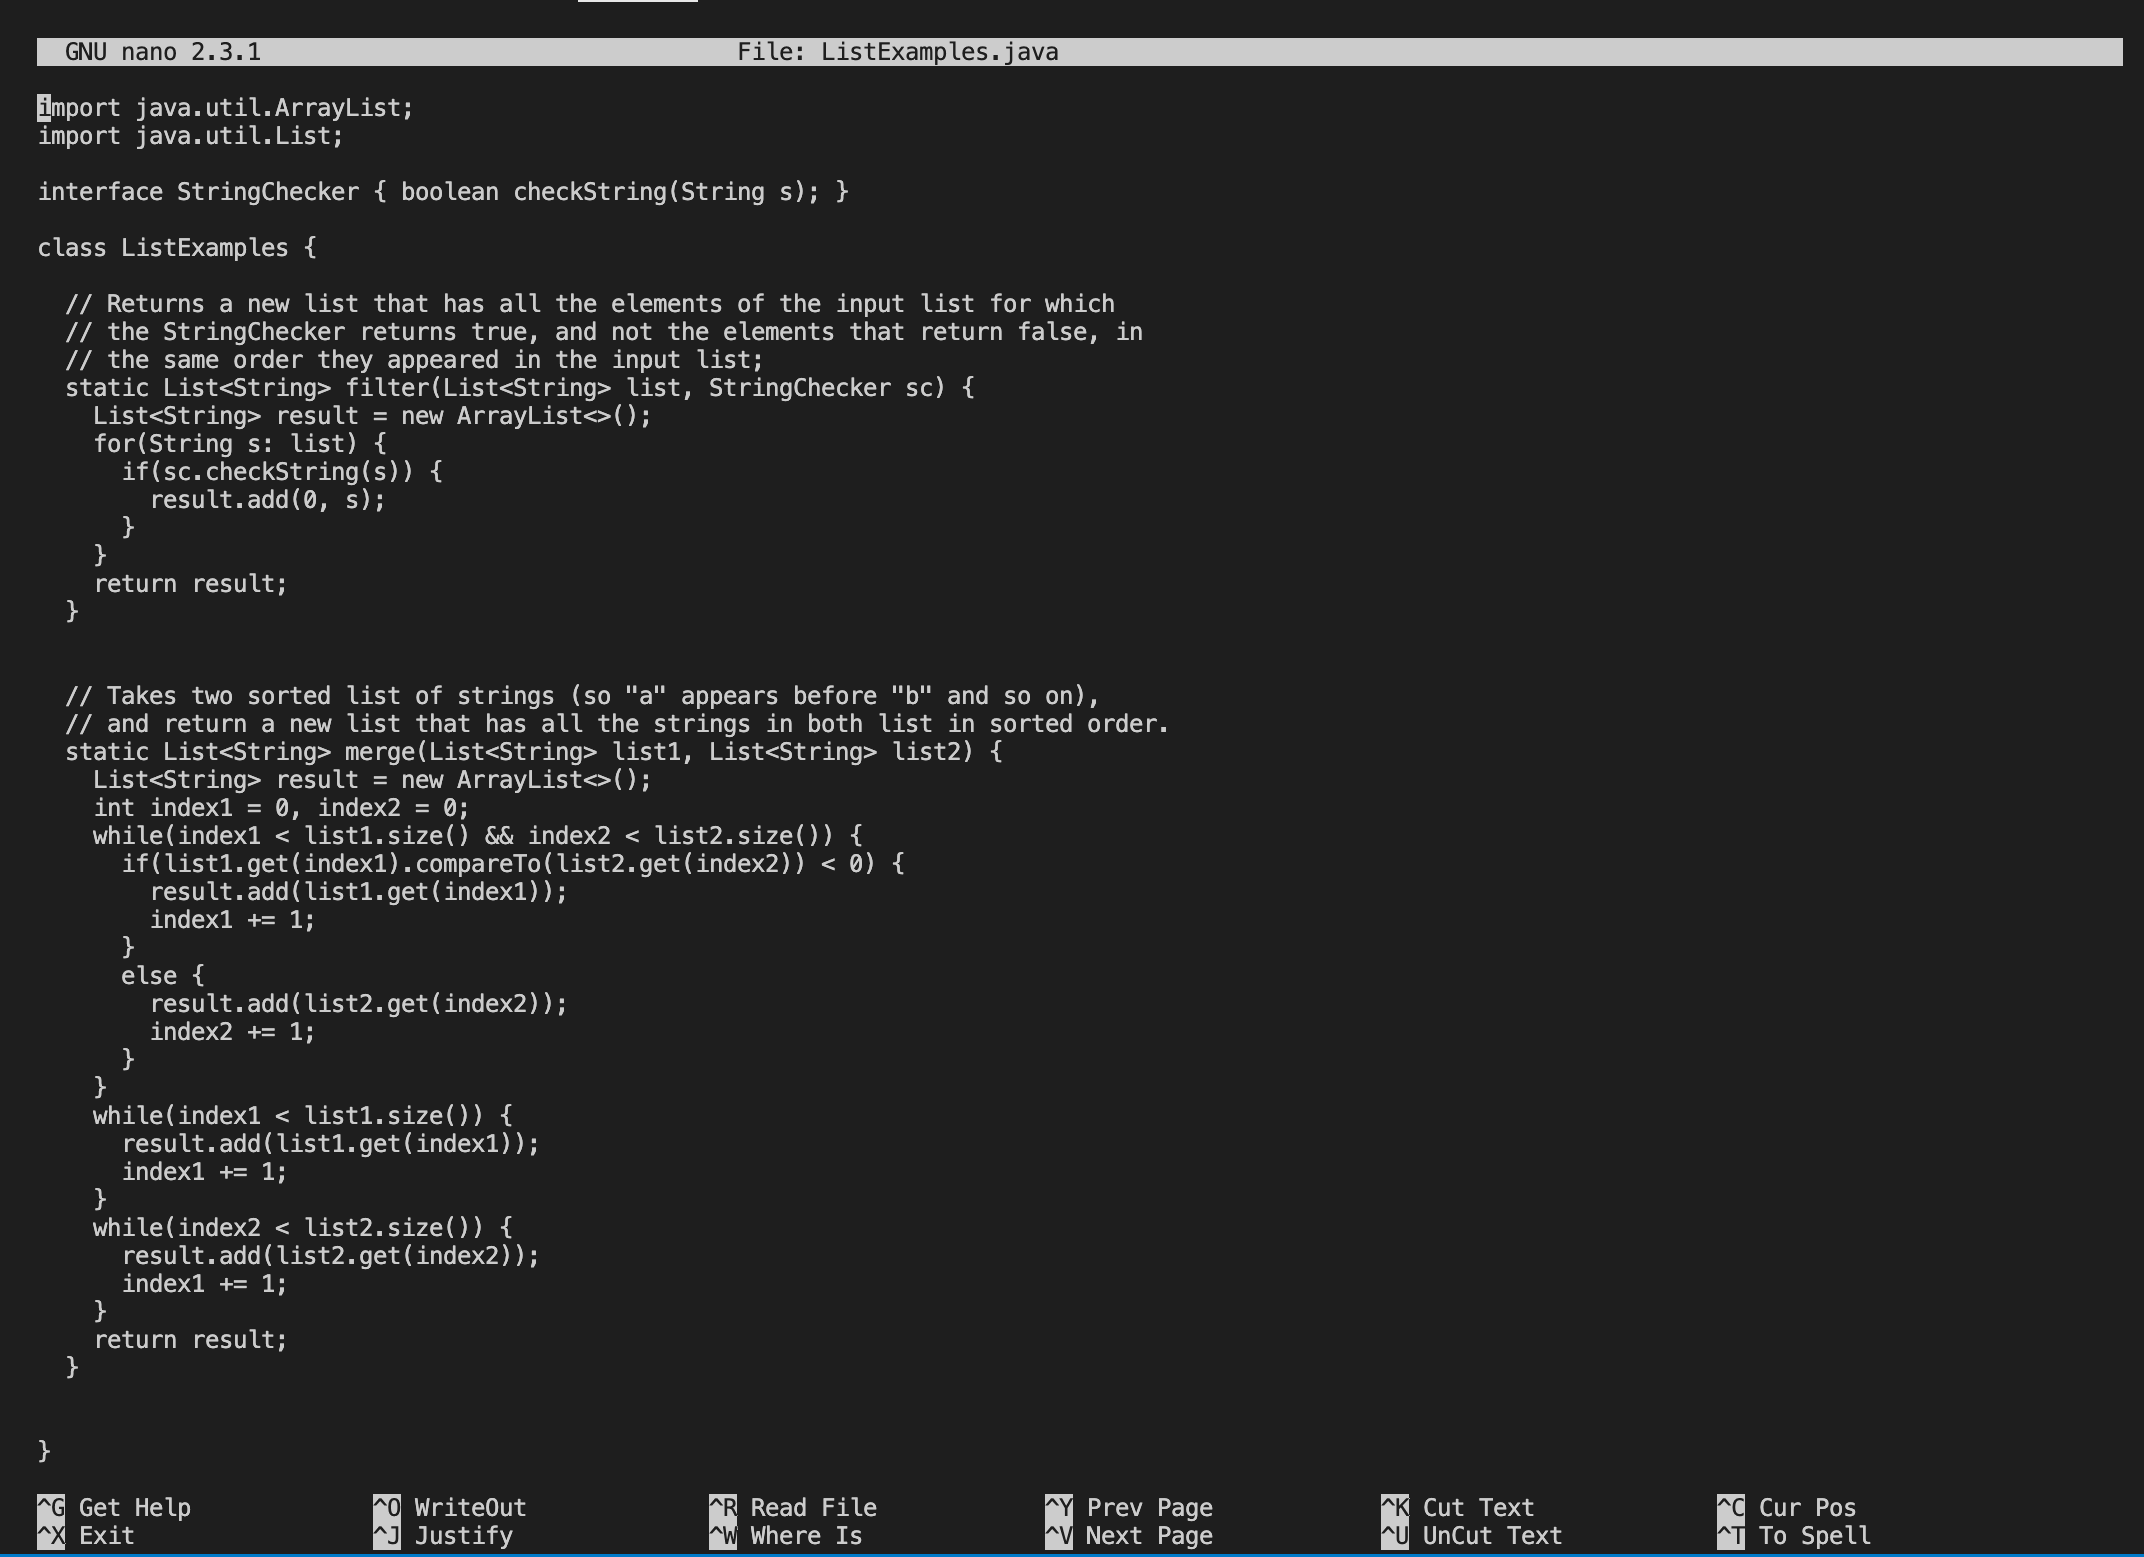 GNU nano 2.3.1 File: ListExamples.java
import java.util.ArrayList;
import java.util.List;
interface StringChecker { boolean checkString(String s); }
class ListExamples {
  // Returns a new list that has all the elements of the input list for which
  // the StringChecker returns true, and not the elements that return false, in
  // the same order they appeared in the input list;
  static List<String> filter(List<String> list, StringChecker sc) {
    List<String> result = new ArrayList<>();
    for(String s: list) {
      if(sc.checkString(s)) {
        result.add(0, s);
      }
    }
    return result;
  }
  // Takes two sorted list of strings (so "a" appears before "b" and so on),
  // and return a new list that has all the strings in both list in sorted order.
  static List<String> merge(List<String> list1, List<String> list2) {
    List<String> result = new ArrayList<>();
    int index1 = 0, index2 = 0;
    while(index1 < list1.size() && index2 < list2.size()) {
      if(list1.get(index1).compareTo(list2.get(index2)) < 0) {
        result.add(list1.get(index1));
        index1 += 1;
      }
      else {
        result.add(list2.get(index2));
        index2 += 1;
      }
    }
    while(index1 < list1.size()) {
      result.add(list1.get(index1));
      index1 += 1;
    }
    while(index2 < list2.size()) {
      result.add(list2.get(index2));
      index1 += 1;
    }
    return result;
  }
}
^G Get Help ^O WriteOut ^R Read File ^Y Prev Page ^K Cut Text ^C Cur Pos
^X Exit ^J Justify ^W Where Is ^V Next Page ^U UnCut Text ^T To Spell